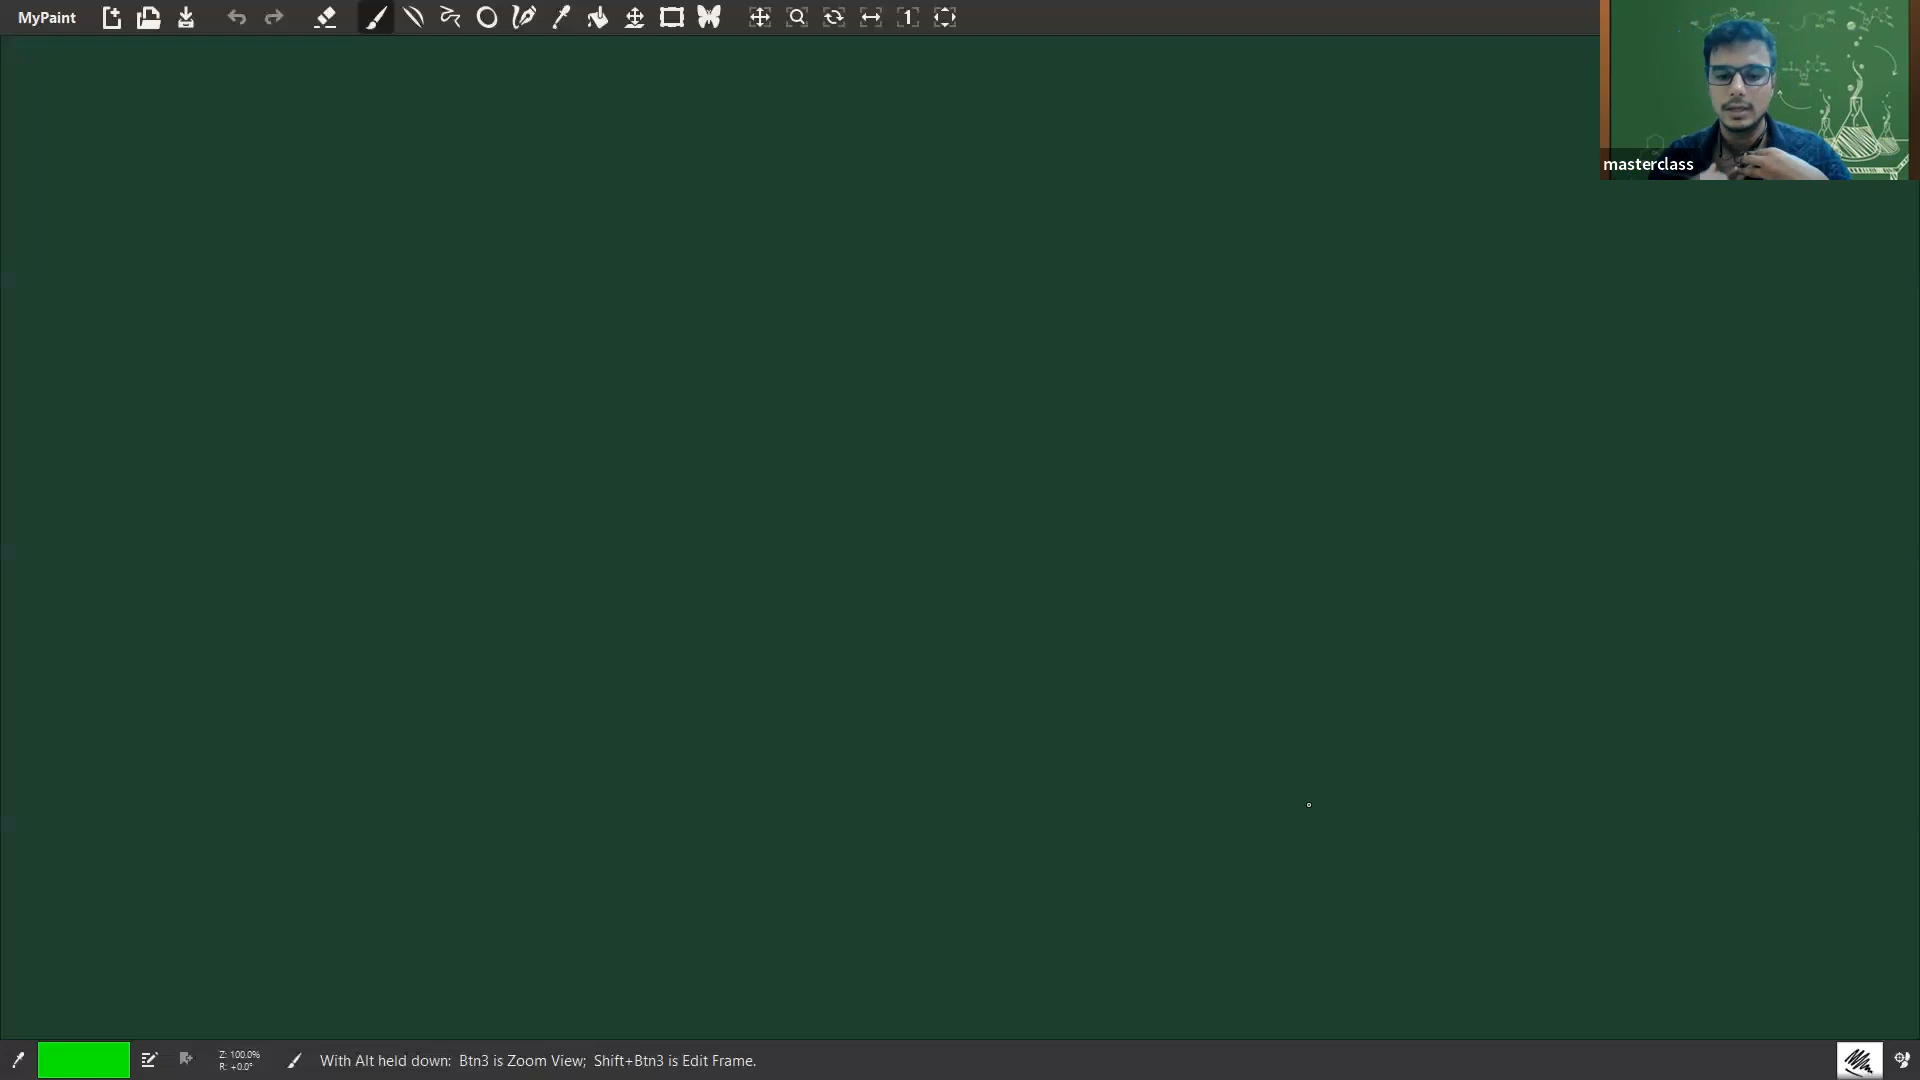 MyPaint
1
masterclass
Z: 100.0%
R: +0.0°
With Alt held down:  Btn3 is Zoom View;  Shift+Btn3 is Edit Frame.